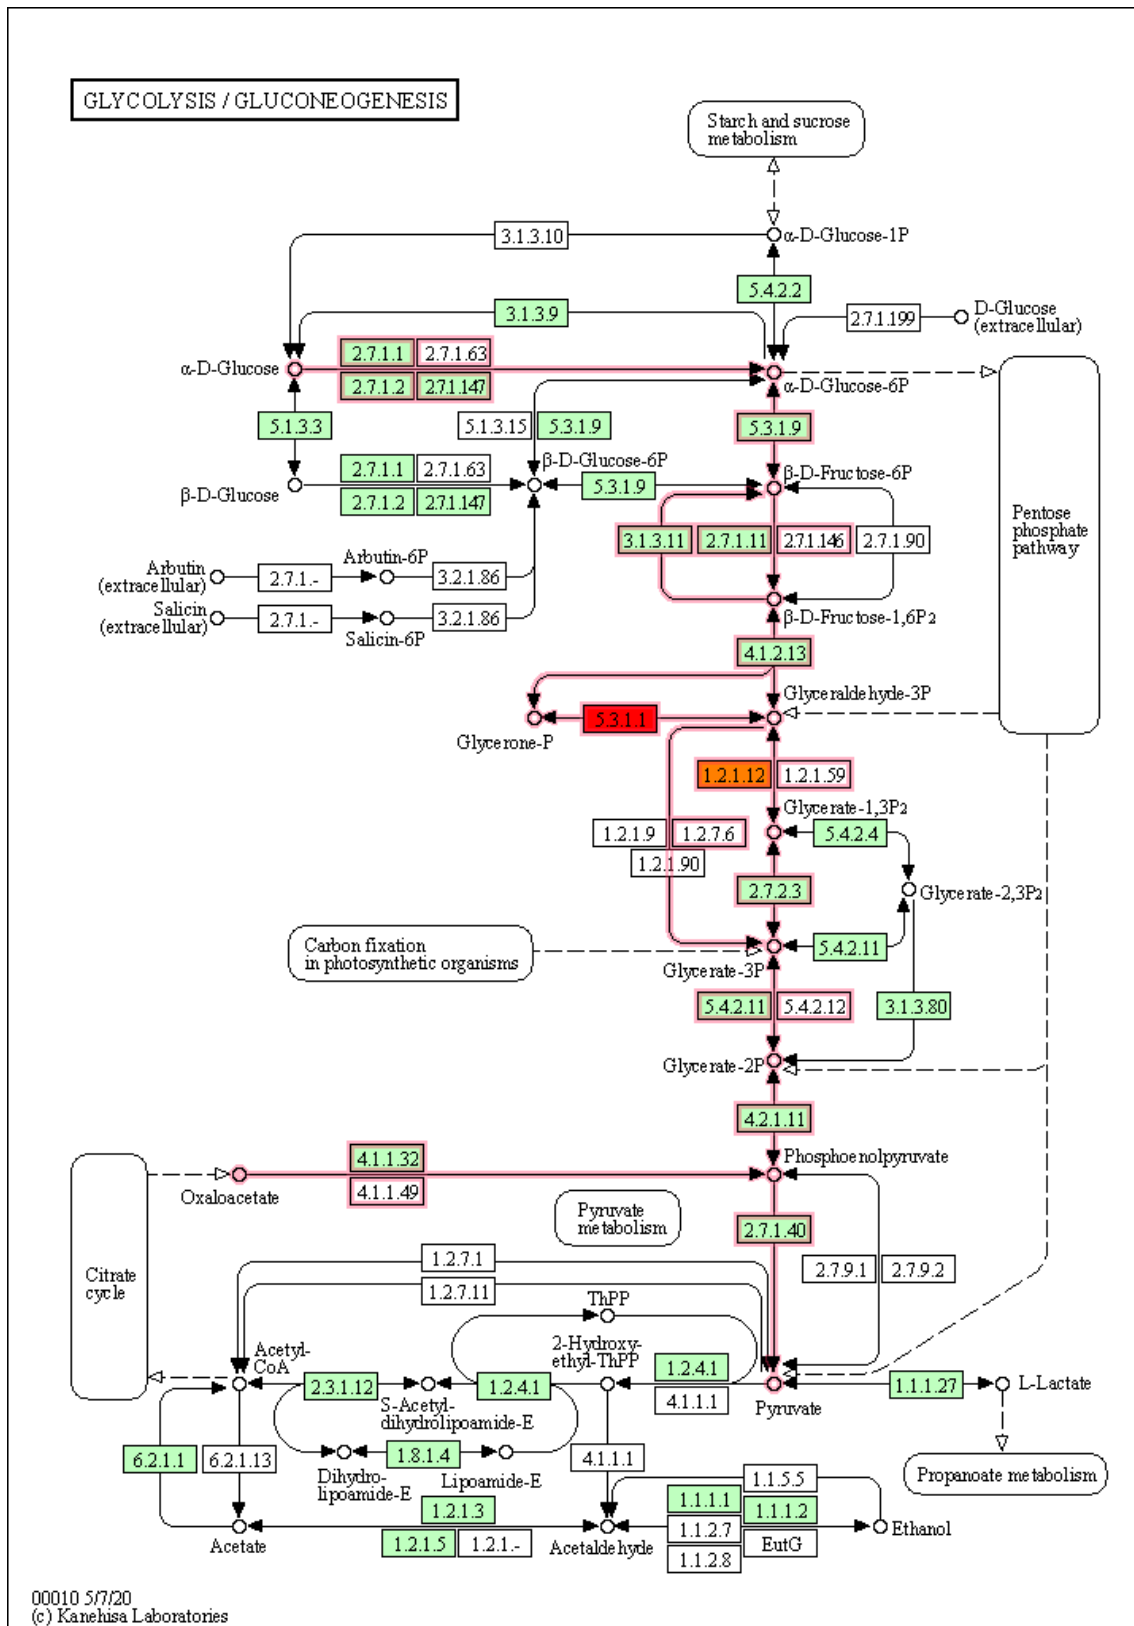 GLYCOLYSIS / GLUCONEOGENESIS
Starch and sucrose
metabolism
3.1.3.10
α-D-Glucose-1P
5.4.2.2
3.1.3.9
2.7.1.199
D-Glucose
(extracellular)
α-D-Glucose
2.7.1.1
2.7.1.63
2.7.1.2
2.7.1.147
α-D-Glucose-6P
5.1.3.3
5.1.3.15
5.3.1.9
5.3.1.9
β-D-Glucose
2.7.1.1
2.7.1.63
2.7.1.2
2.7.1.147
β-D-Glucose-6P
5.3.1.9
β-D-Fructose-6P
Pentose
phosphate
pathway
3.1.3.11
2.7.1.11
2.7.1.146
2.7.1.90
Arbutin
(extracellular)
2.7.1.-
Arbutin-6P
3.2.1.86
Salicin
(extracellular)
2.7.1.-
Salicin-6P
3.2.1.86
β-D-Fructose-1,6P2
4.1.2.13
Glyceraldehyde-3P
Glycerone-P
5.3.1.1
1.2.1.12
1.2.1.59
Glycerate-1,3P2
1.2.1.9
1.2.7.6
1.2.1.90
5.4.2.4
2.7.2.3
Glycerate-2,3P2
Carbon fixation
in photosynthetic organisms
Glycerate-3P
5.4.2.11
5.4.2.11
5.4.2.12
3.1.3.80
Glycerate-2P
4.2.1.11
Phosphoenolpyruvate
Oxaloacetate
4.1.1.32
4.1.1.49
Pyruvate
metabolism
2.7.1.40
Citrate
cycle
1.2.7.1
1.2.7.11
2.7.9.1
2.7.9.2
ThPP
Acetyl-
CoA
2-Hydroxy-
ethyl-ThPP
2.3.1.12
S-Acetyl-
dihydrolipoamide-E
1.2.4.1
1.2.4.1
4.1.1.1
Pyruvate
1.1.1.27
L-Lactate
6.2.1.1
6.2.1.13
Dihydro-
lipoamide-E
1.8.1.4
Lipoamide-E
4.1.1.1
Propanoate metabolism
1.1.5.5
1.1.1.1
1.1.1.2
1.1.2.7
EutG
1.1.2.8
Ethanol
Acetate
1.2.1.3
1.2.1.5
1.2.1.-
Acetaldehyde
00010 5/7/20
(c) Kanehisa Laboratories